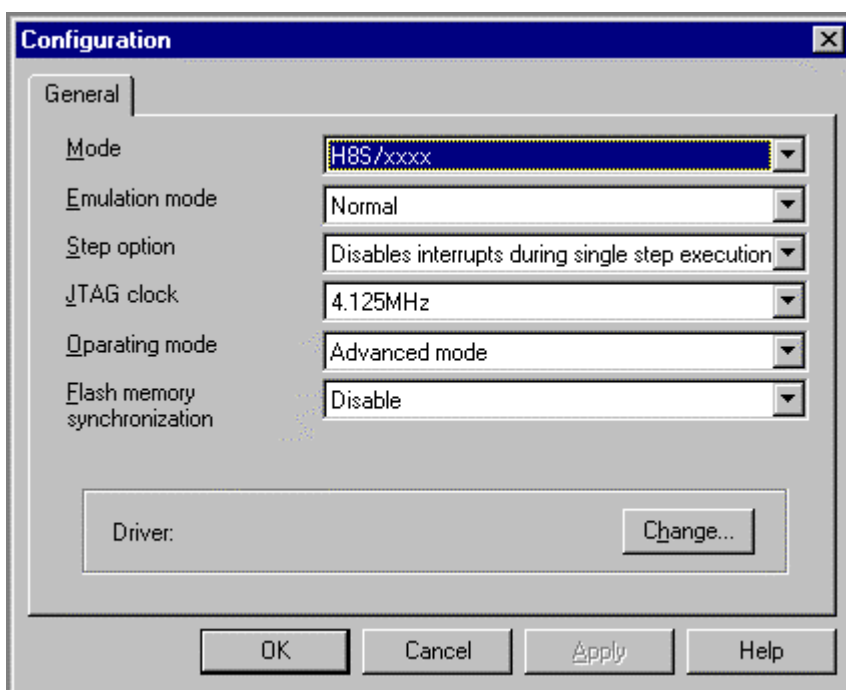 Configuration
General
Mode H8S/xxxx
Emulation mode Normal
Step option Disables interrupts during single step execution
JTAG clock 4.125MHz
Oparating mode Advanced mode
Flash memory
synchronization Disable
Driver: Change...
OK Cancel Apply Help